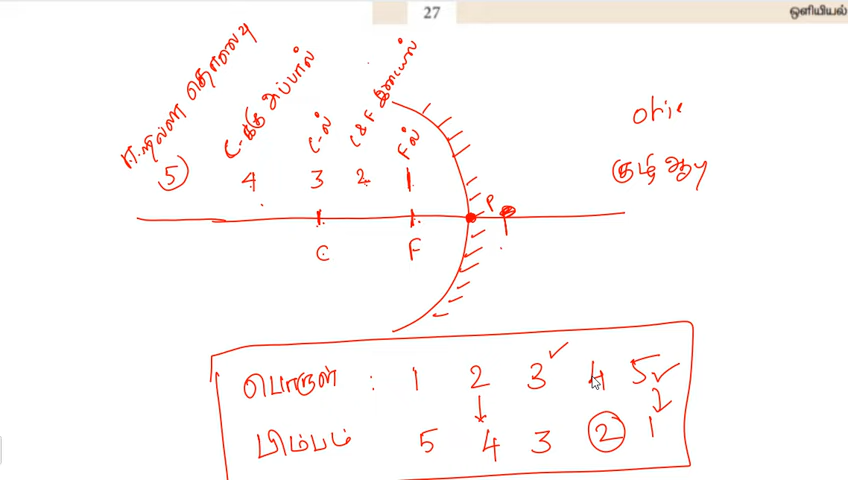 27
ஒளியியல்
ஈறில்லா தொலைவு
C-க்கு அப்பால்
C-ல்
C & F இடையில்
F ல்
5 4 3 2 1
P
C F
குழி ஆடி
பொருள் : 1 2 3 4 5
பிம்பம் 5 4 3 2 1